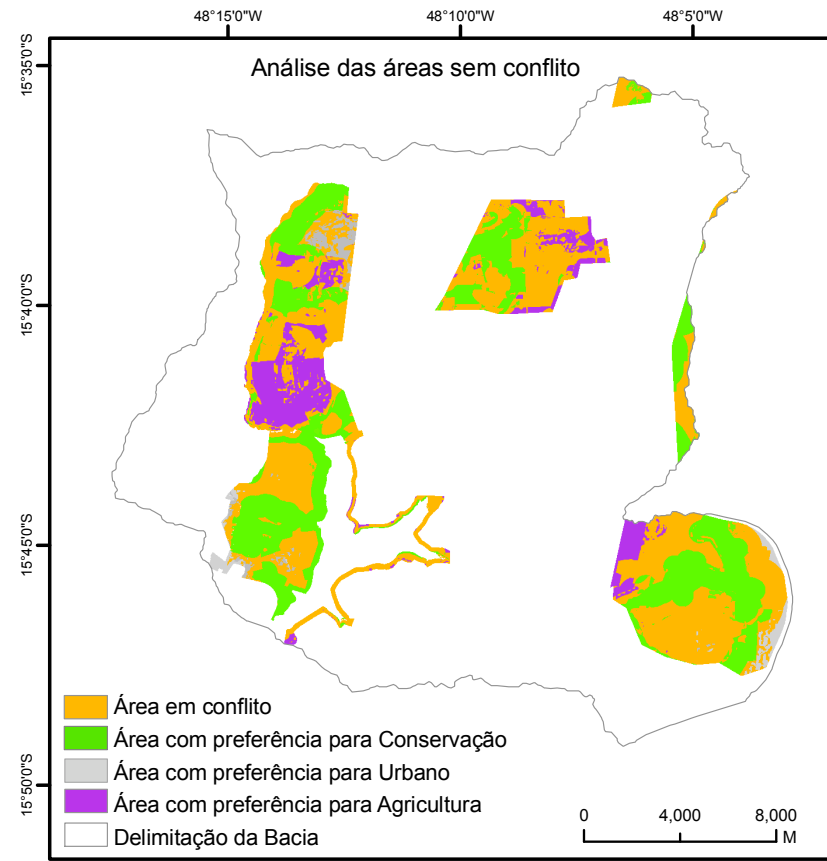 48°15'0"W 48°10'0"W 48°5'0"W
15°35'0"S
Análise das áreas sem conflito
15°40'0"S
15°45'0"S
15°50'0"S
Área em conflito
Área com preferência para Conservação
Área com preferência para Urbano
Área com preferência para Agricultura
Delimitação da Bacia
0 4,000 8,000
M